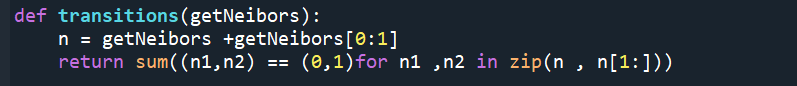 def transitions(getNeibors):
    n = getNeibors +getNeibors[0:1]
    return sum((n1,n2) == (0,1)for n1 ,n2 in zip(n , n[1:]))